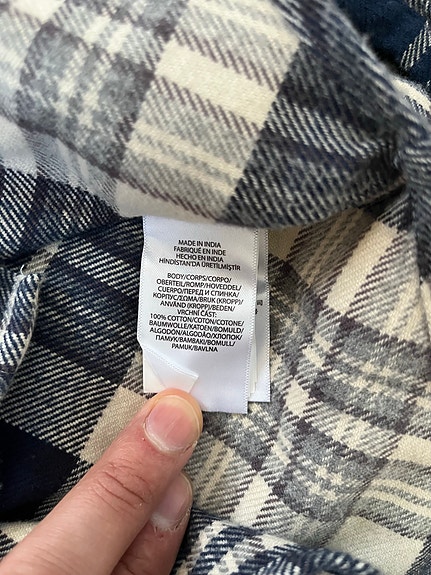 MADE IN INDIA
FABRIQUÉ EN INDE
HECHO EN INDIA
HİNDİSTAN'DA ÜRETİLMİŞTİR
BODY/CORPS/CORPO/
OBERTEIL/ROMP/HOVEDDEL/
CUERPO/ПЕРЕД И СПИНКА/
КОРПУС/ΣΩΜΑ/BRUK (KROPP)/
ANVÄND (KROPP)/BEDEN/
VRCHNÍ ČÁST:
100% COTTON/COTON/COTONE/
BAUMWOLLE/KATOEN/BOMULD/
ALGODÓN/ALGODÃO/ХЛОПОК/
ПАМУК/ΒΑΜΒΑΚΙ/BOMULL/
PAMUK/BAVLNA